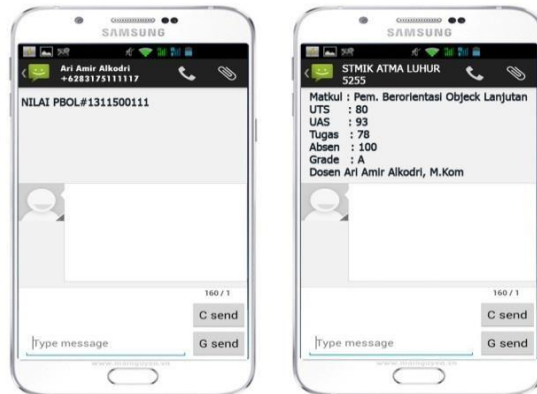 SAMSUNG
Ari Amir Alkodri
+6283175111117
NILAI PBOL#1311500111
160 / 1
C send
Type message
G send
SAMSUNG
STMIK ATMA LUHUR
5255
Matkul : Pem. Berorientasi Objeck Lanjutan
UTS : 80
UAS : 93
Tugas : 78
Absen : 100
Grade : A
Dosen Ari Amir Alkodri, M.Kom
160 / 1
C send
Type message
G send